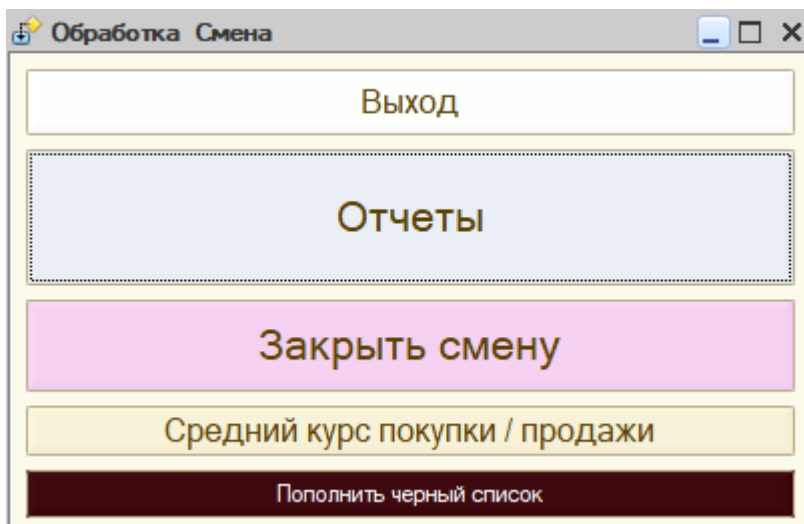 Обработка Смена
Выход
Отчеты
Закрыть смену
Средний курс покупки / продажи
Пополнить черный список